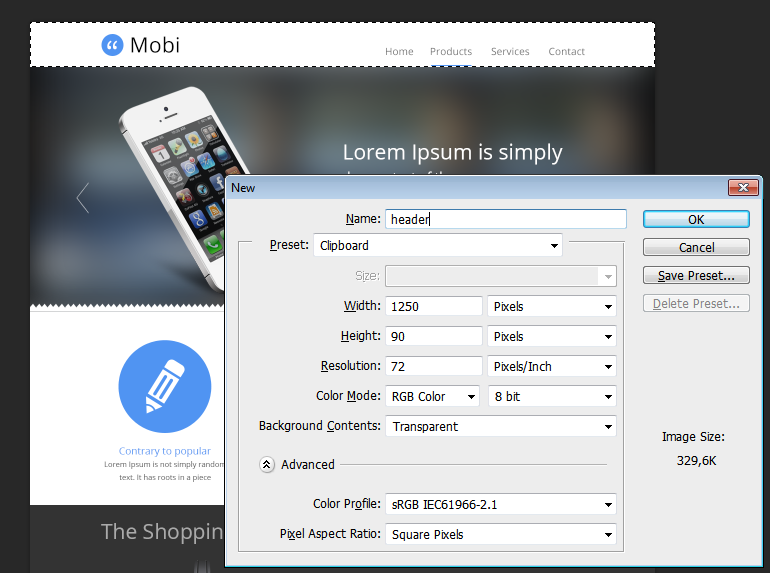 Mobi
Home Products Services Contact
Lorem Ipsum is simply
New
Name: header
OK
Preset: Clipboard
Cancel
Size:
Save Preset...
Width: 1250 Pixels
Delete Preset...
Height: 90 Pixels
Resolution: 72 Pixels/Inch
Color Mode: RGB Color 8 bit
Background Contents: Transparent
Image Size:
329,6K
Advanced
Color Profile: sRGB IEC61966-2.1
Pixel Aspect Ratio: Square Pixels
Contrary to popular
Lorem Ipsum is not simply random
text. It has roots in a piece
The Shoppin